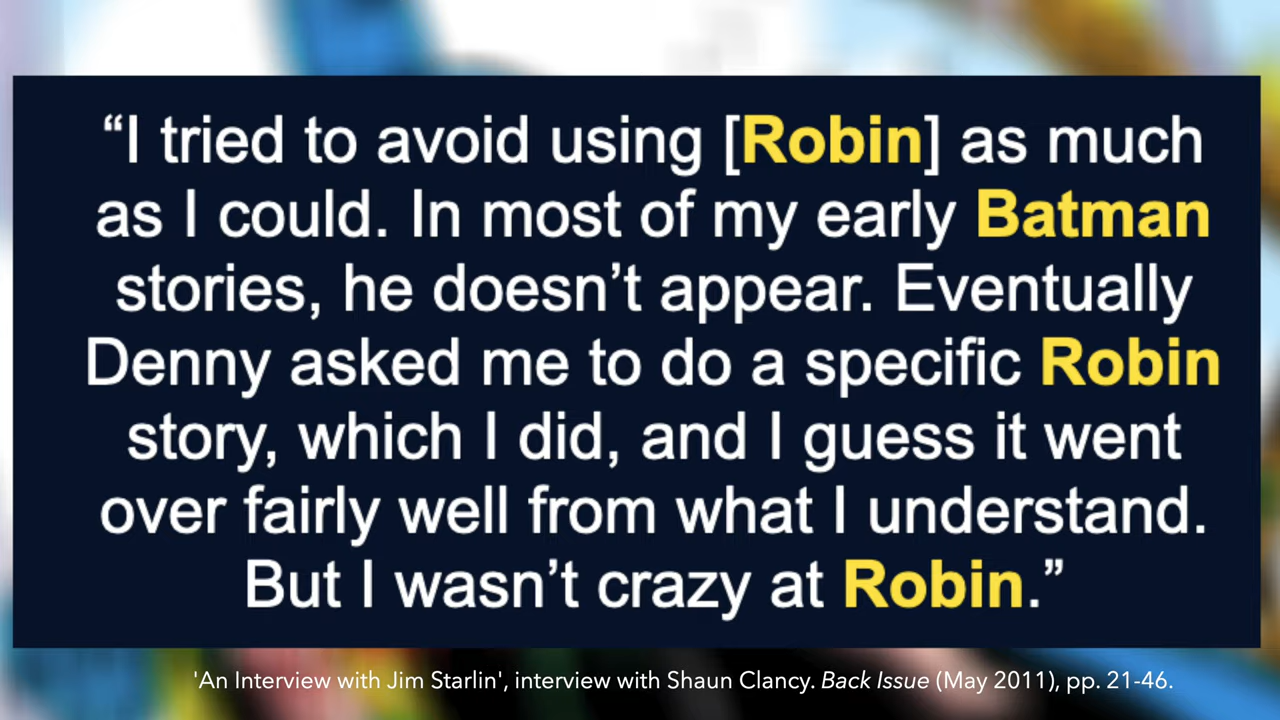 “I tried to avoid using [Robin] as much
as I could. In most of my early Batman
stories, he doesn’t appear. Eventually
Denny asked me to do a specific Robin
story, which I did, and I guess it went
over fairly well from what I understand.
But I wasn’t crazy at Robin.”
'An Interview with Jim Starlin', interview with Shaun Clancy. Back Issue (May 2011), pp. 21-46.